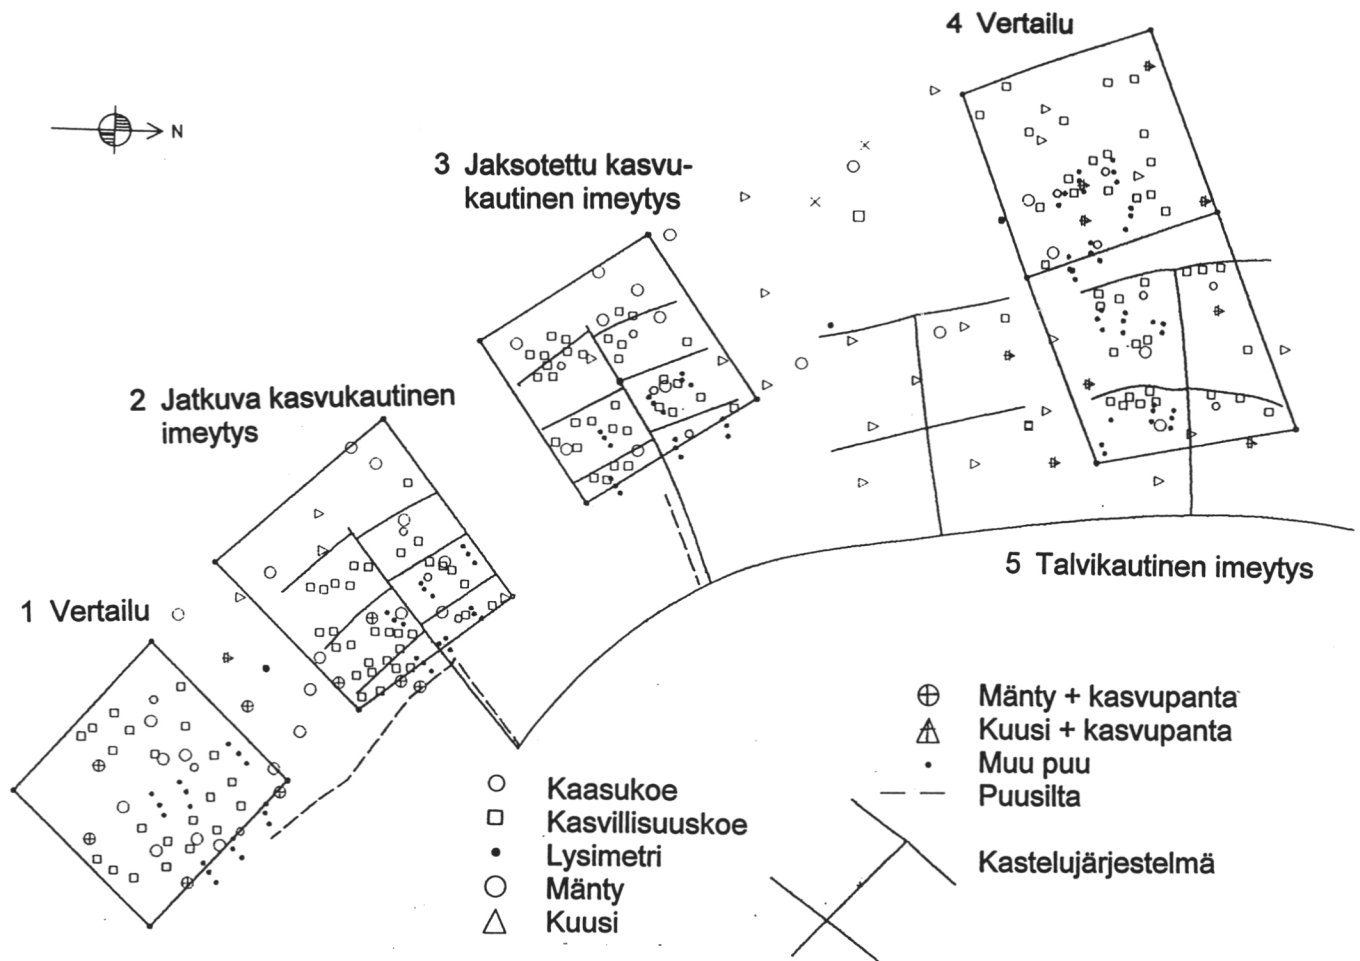 4 Vertailu
N
3 Jaksotettu kasvu-
kautinen imeytys
2 Jatkuva kasvukautinen
imeytys
5 Talvikautinen imeytys
1 Vertailu
Mänty + kasvupanta
Kuusi + kasvupanta
Muu puu
Puusilta
Kaasukoe
Kasvillisuuskoe
Lysimetri
Mänty
Kuusi
Kastelujärjestelmä